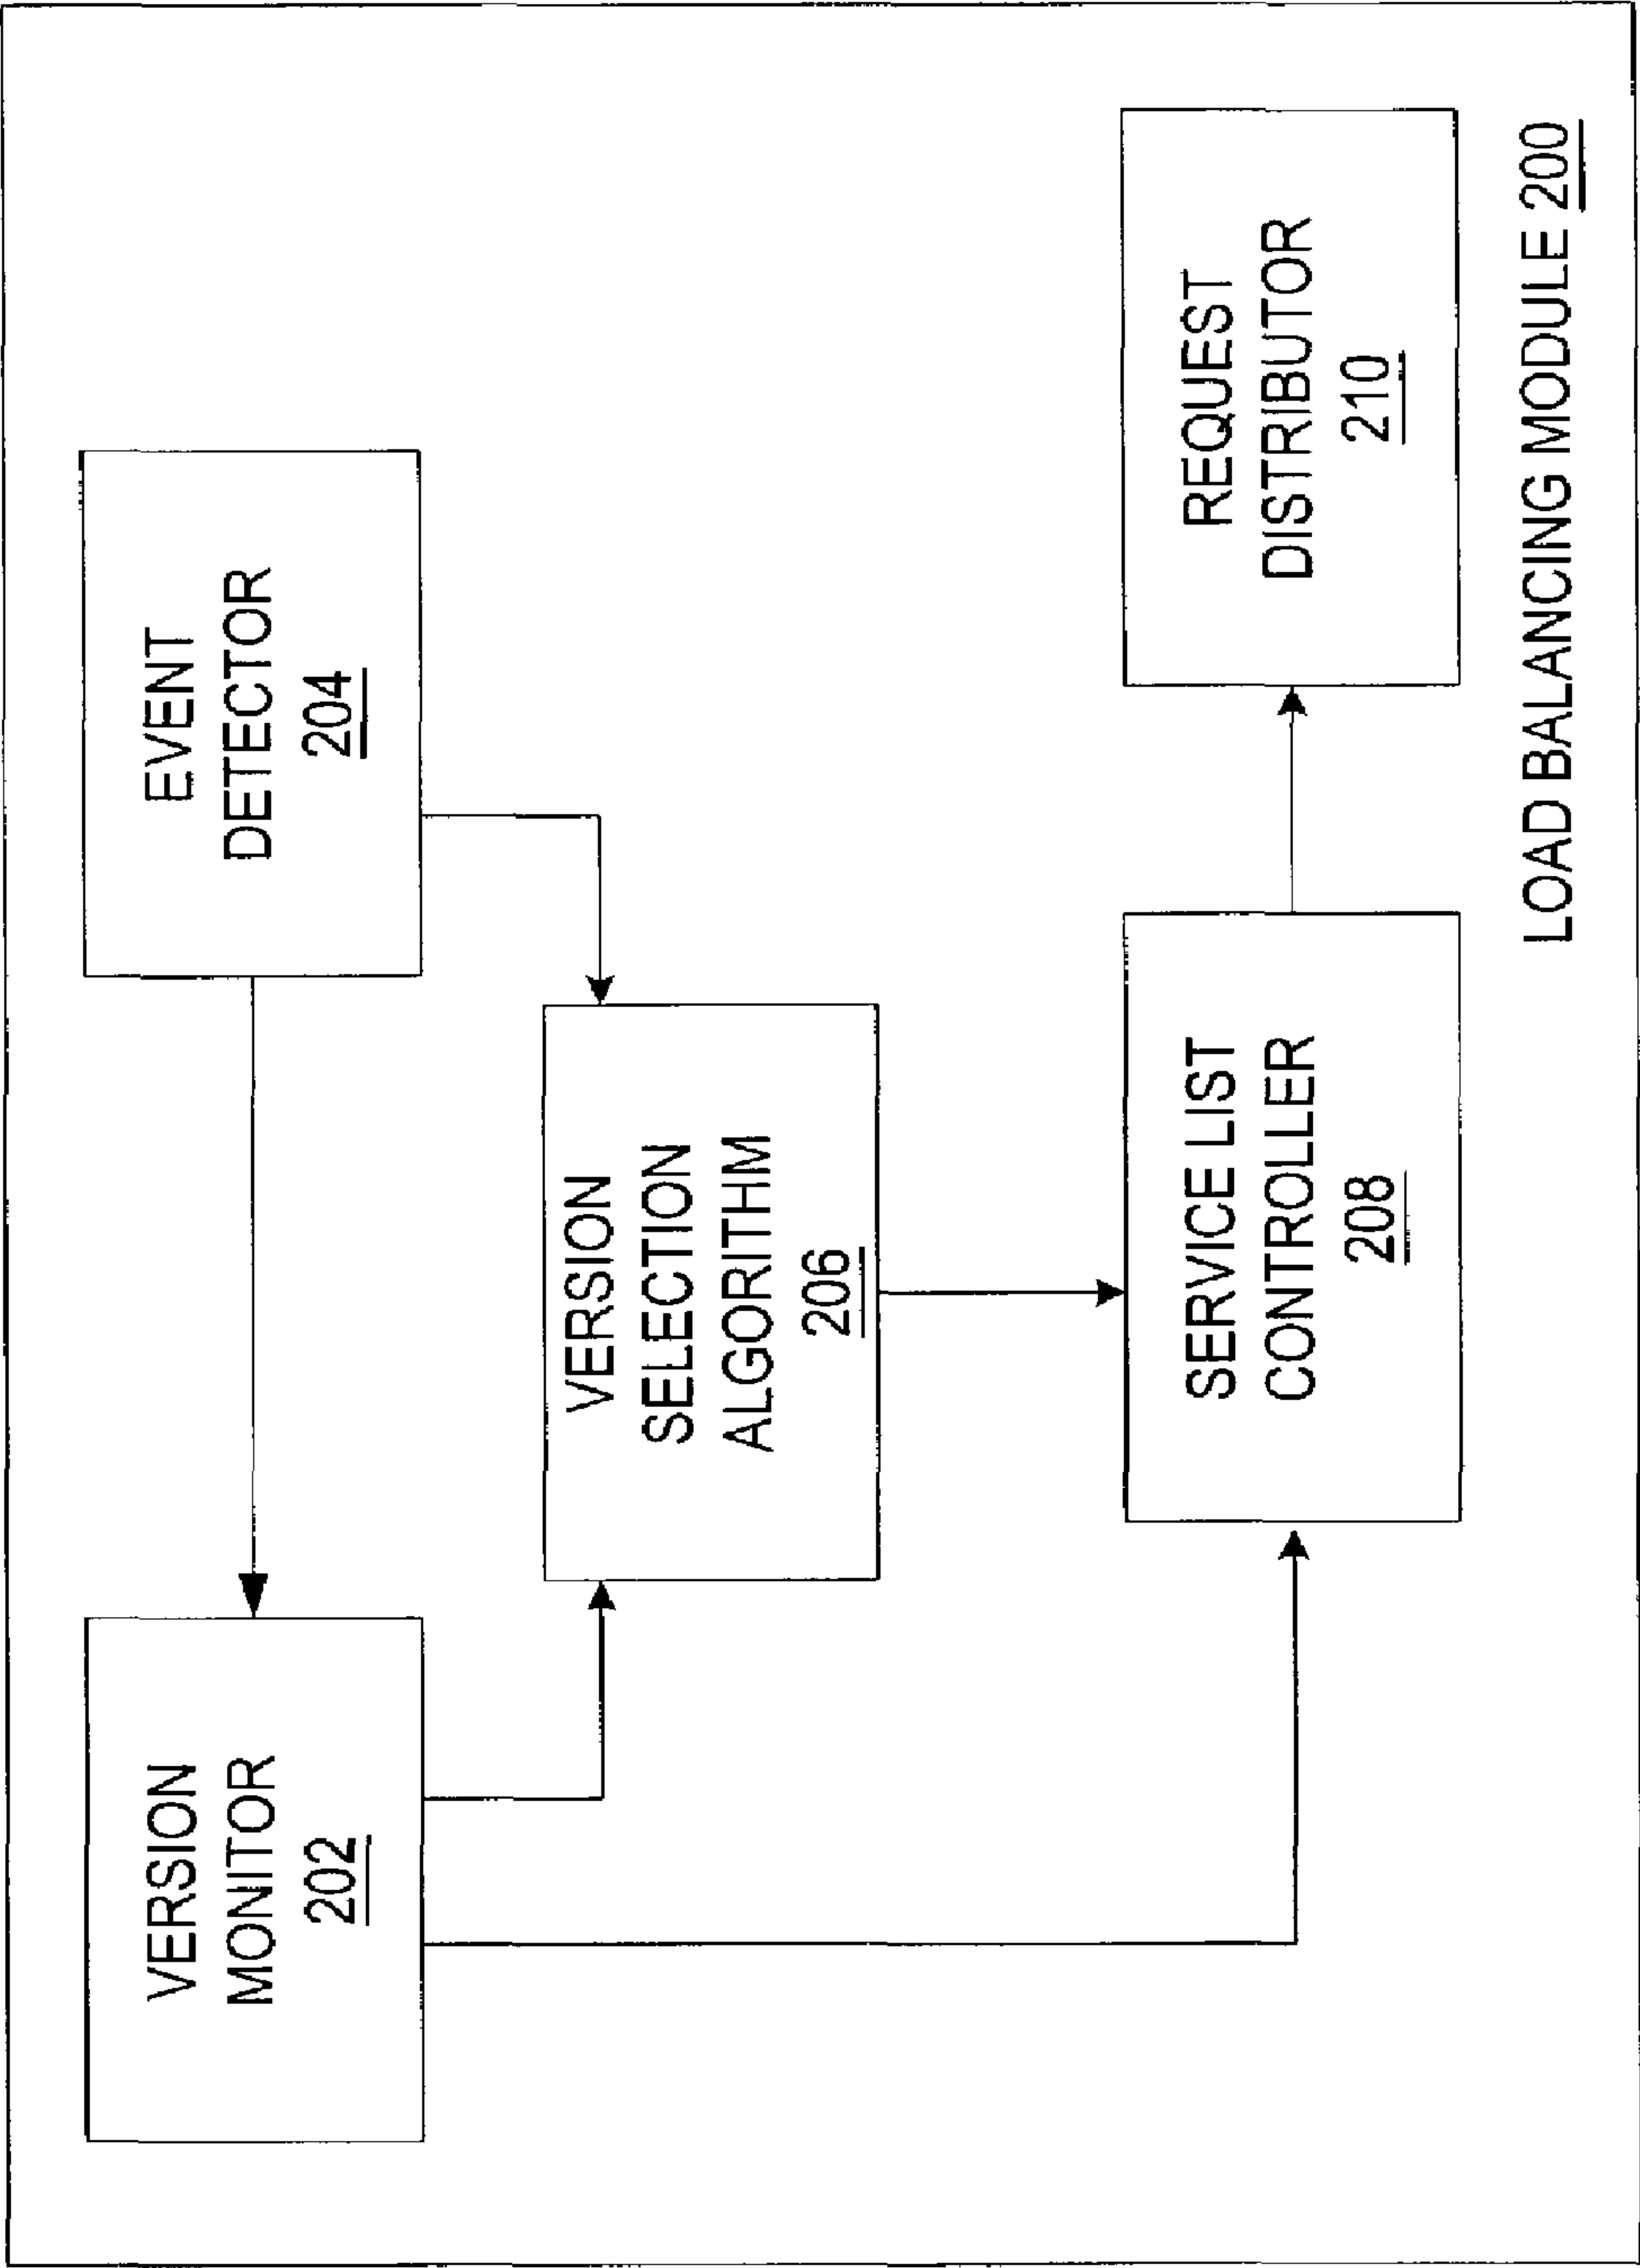 VERSION
MONITOR
202
EVENT
DETECTOR
204
VERSION
SELECTION
ALGORITHM
206
SERVICE LIST
CONTROLLER
208
REQUEST
DISTRIBUTOR
210
LOAD BALANCING MODULE 200